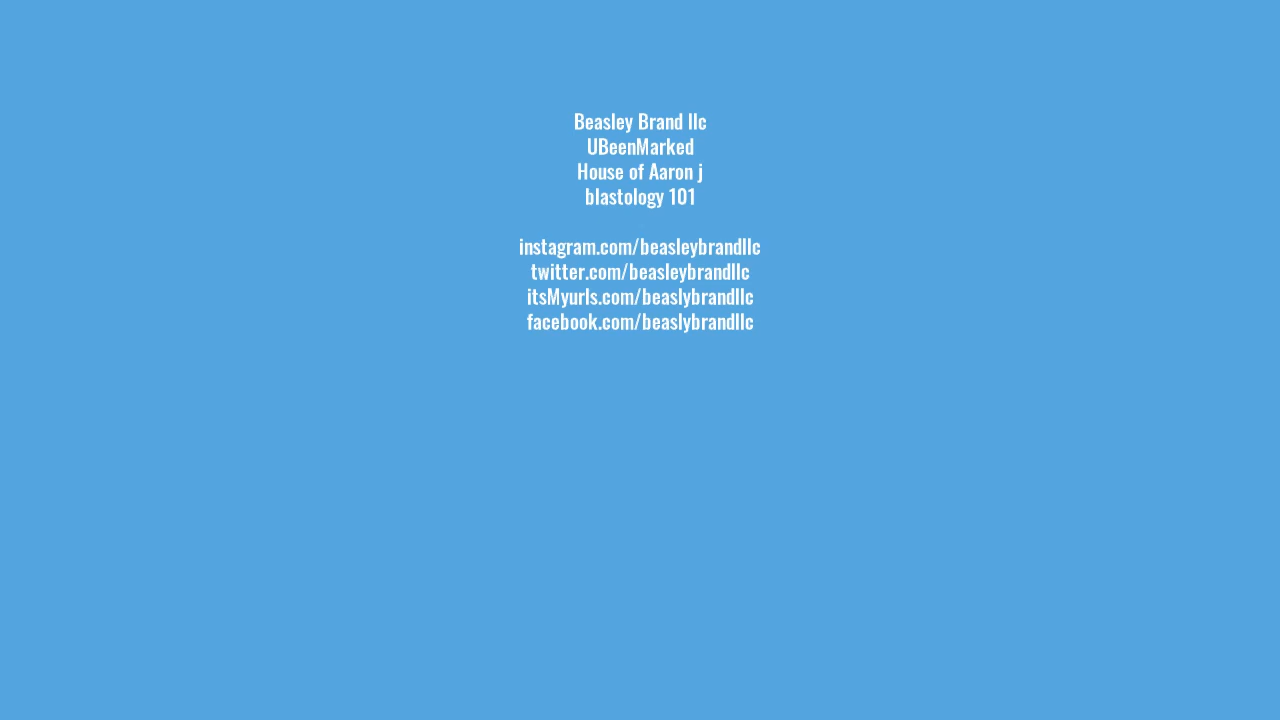 Beasley Brand llc
UBeenMarked
House of Aaron j
blastology 101
instagram.com/beasleybrandllc
twitter.com/beasleybrandllc
itsMyurls.com/beaslybrandllc
facebook.com/beaslybrandllc